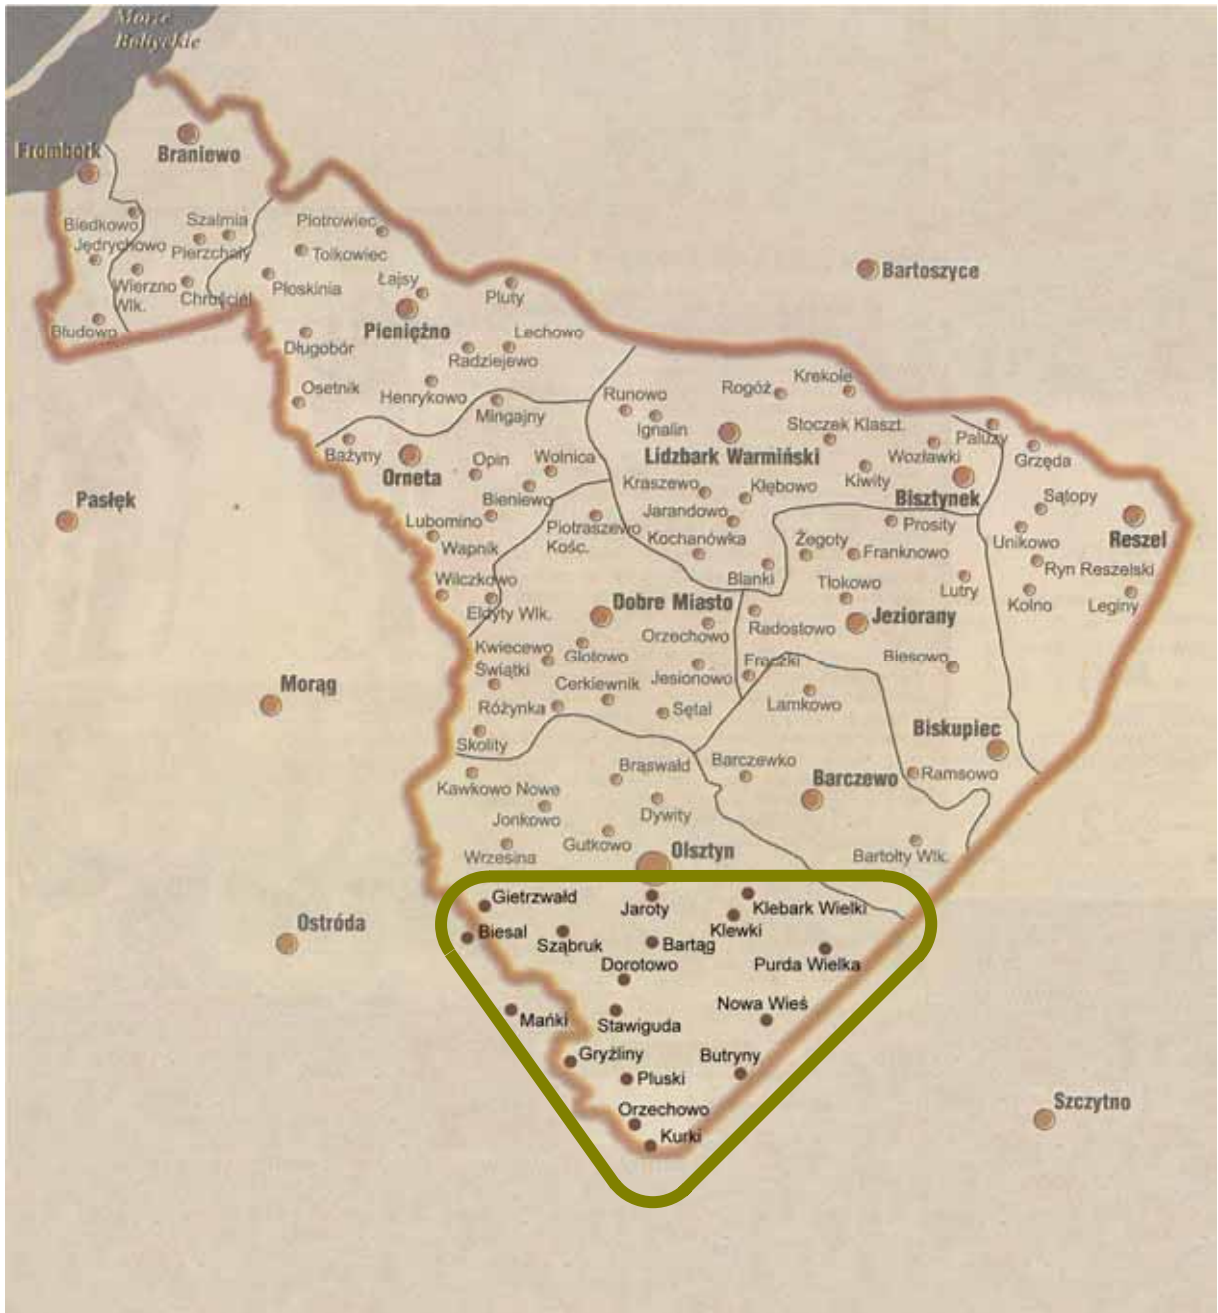 Morze
Bałtyckie
Frombork
Braniewo
Biedkowo
Szalmia
Piotrowiec
Jędrychowo
Pierzchały
Tolkowiec
Wierzno
Wlk.
Chruściel
Płoskinia
Łajsy
Pluty
Bartoszyce
Błudowo
Pieniężno
Długobór
Lechowo
Radziejewo
Osetnik
Henrykowo
Mingajny
Runowo
Rogóż
Krekole
Ignalin
Stoczek Klaszt.
Paluzy
Bażyny
Orneta
Opin
Wolnica
Lidzbark Warmiński
Wozławki
Grzęda
Kiwity
Bieniewo
Kraszewo
Klębowo
Bisztynek
Sątopy
Pasłęk
Lubomino
Piotraszewo
Kośc.
Jarandowo
Prosity
Unikowo
Reszel
Wapnik
Kochanówka
Żegoty
Franknowo
Ryn Reszelski
Wilczkowo
Blanki
Tłokowo
Lutry
Kolno
Leginy
Eldyty Wlk.
Dobre Miasto
Jeziorany
Orzechowo
Radostowo
Kwiecewo
Głotowo
Frączki
Biesowo
Świątki
Cerkiewnik
Jesionowo
Morąg
Różynka
Sętal
Lamkowo
Biskupiec
Skolity
Kawkowo Nowe
Brąswałd
Barczewko
Barczewo
Ramsowo
Jonkowo
Dywity
Wrzesina
Gutkowo
Olsztyn
Bartołty Wlk.
Gietrzwałd
Jaroty
Klebark Wielki
Ostróda
Biesal
Sząbruk
Bartąg
Klewki
Dorotowo
Purda Wielka
Mańki
Stawiguda
Nowa Wieś
Gryźliny
Butryny
Pluski
Orzechowo
Szczytno
Kurki